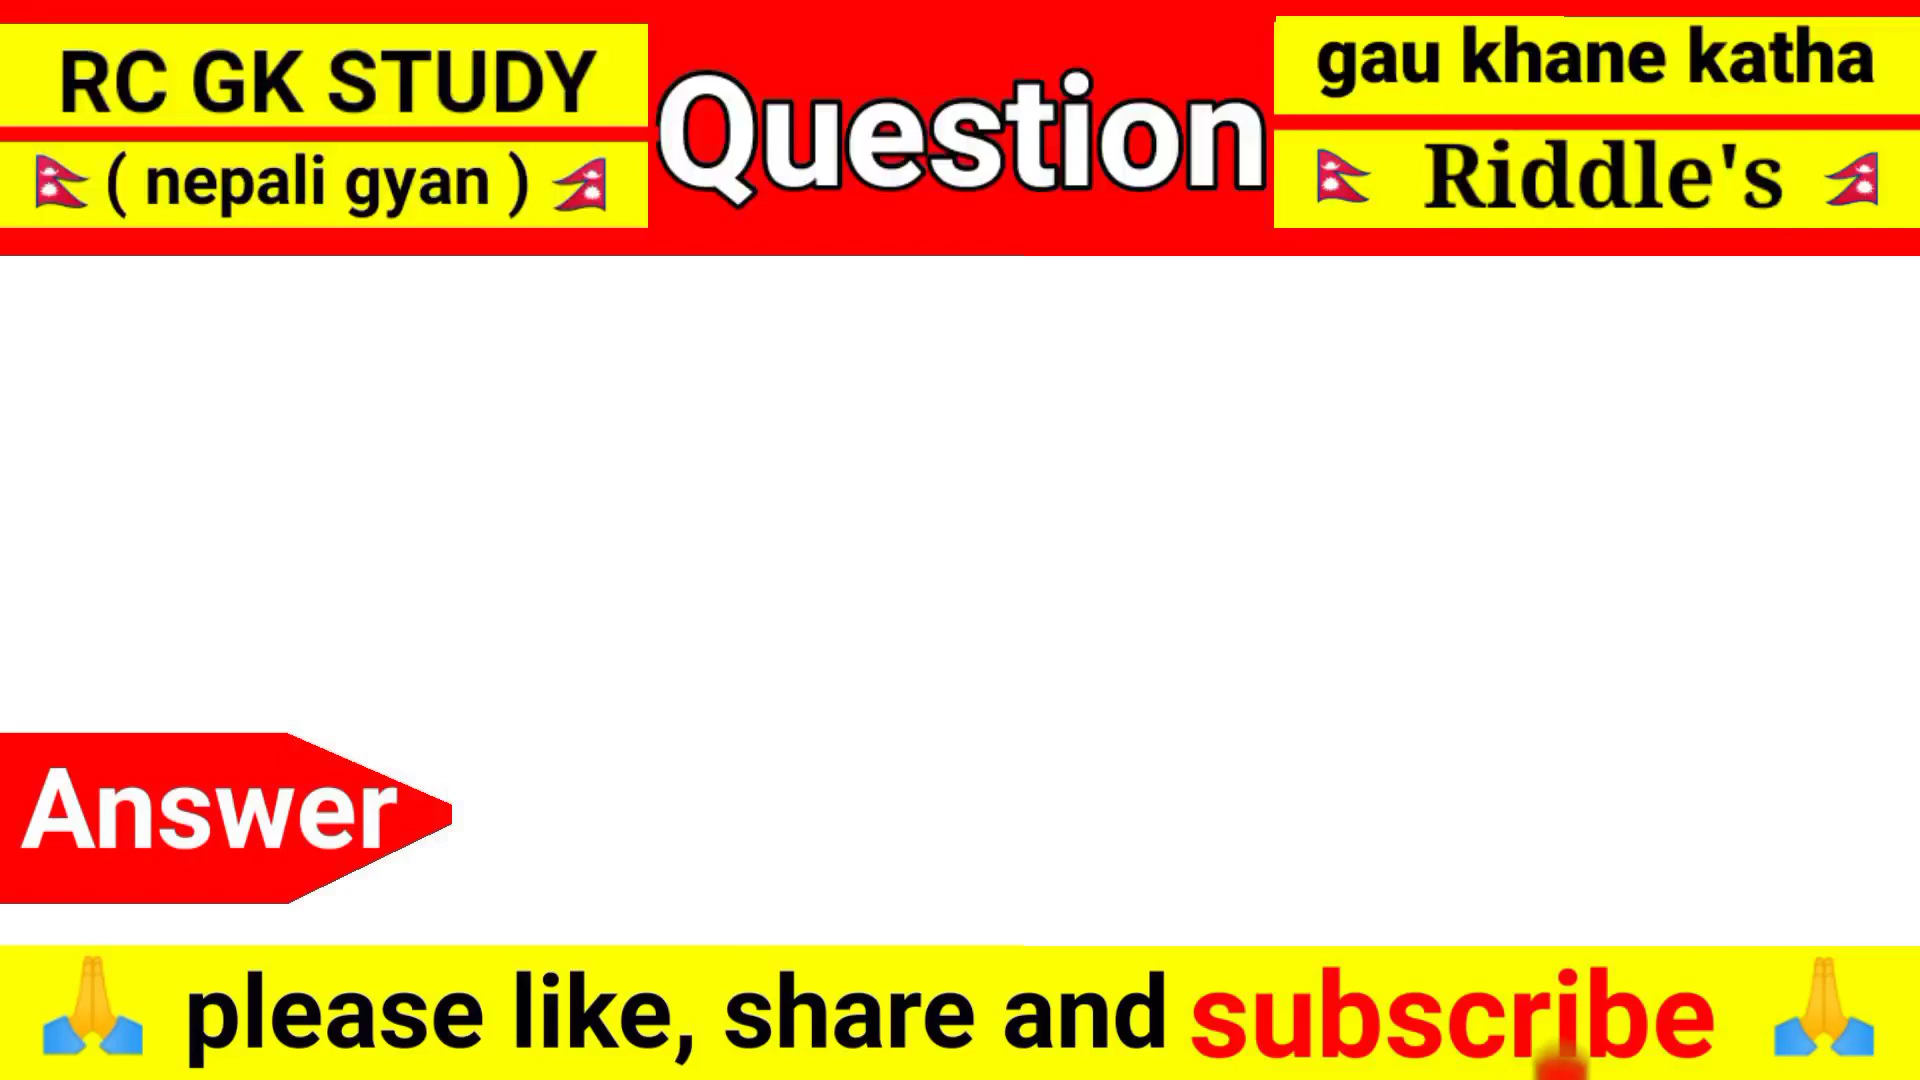 RC GK STUDY
( nepali gyan )
Question
gau khane katha
Riddle's
Answer
please like, share and subscribe